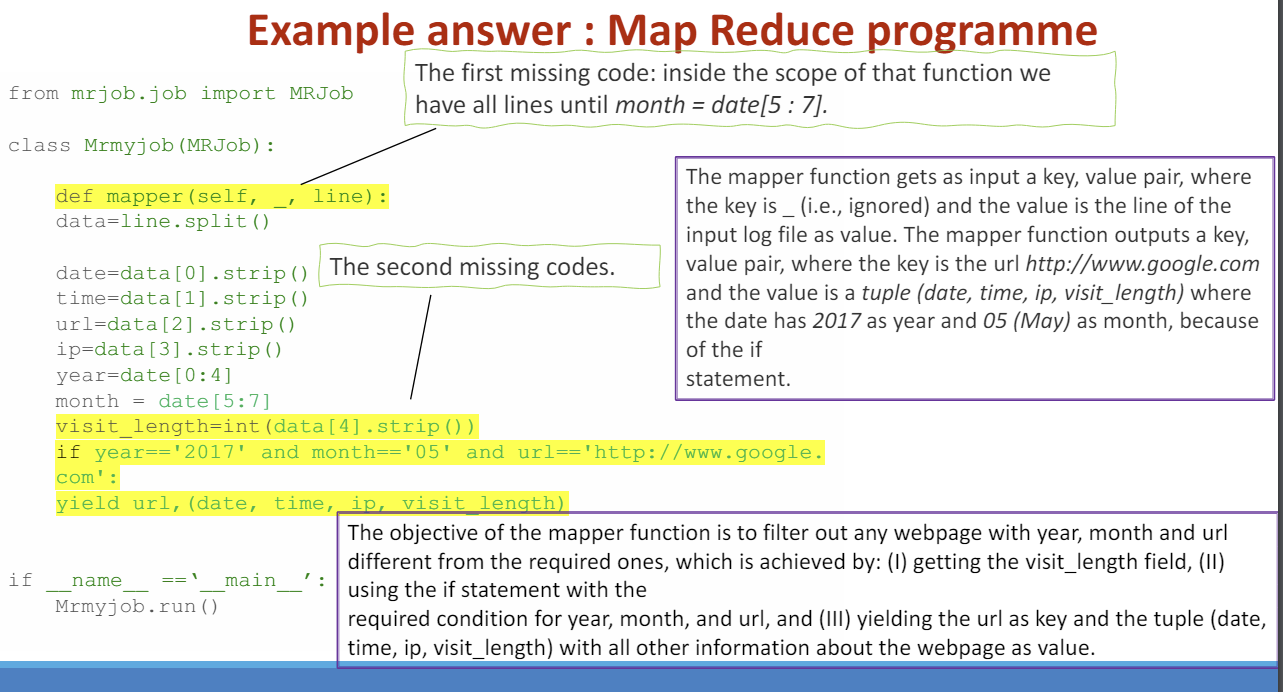 Example answer : Map Reduce programme
The first missing code: inside the scope of that function we
have all lines until month = date[5 : 7].
from mrjob.job import MRJob
class Mrmyjob(MRJob):
def mapper(self, _, line):
data=line.split()
The second missing codes.
date=data[0].strip()
time=data[1].strip()
url=data[2].strip()
ip=data[3].strip()
year=date[0:4]
month = date[5:7]
visit_length=int(data[4].strip())
if year=='2017' and month=='05' and url=='http://www.google.
com':
yield url,(date, time, ip, visit_length)
The mapper function gets as input a key, value pair, where
the key is _ (i.e., ignored) and the value is the line of the
input log file as value. The mapper function outputs a key,
value pair, where the key is the url http://www.google.com
and the value is a tuple (date, time, ip, visit_length) where
the date has 2017 as year and 05 (May) as month, because
of the if
statement.
if __name__ ==‘__main__’:
Mrmyjob.run()
The objective of the mapper function is to filter out any webpage with year, month and url
different from the required ones, which is achieved by: (I) getting the visit_length field, (II)
using the if statement with the
required condition for year, month, and url, and (III) yielding the url as key and the tuple (date,
time, ip, visit_length) with all other information about the webpage as value.